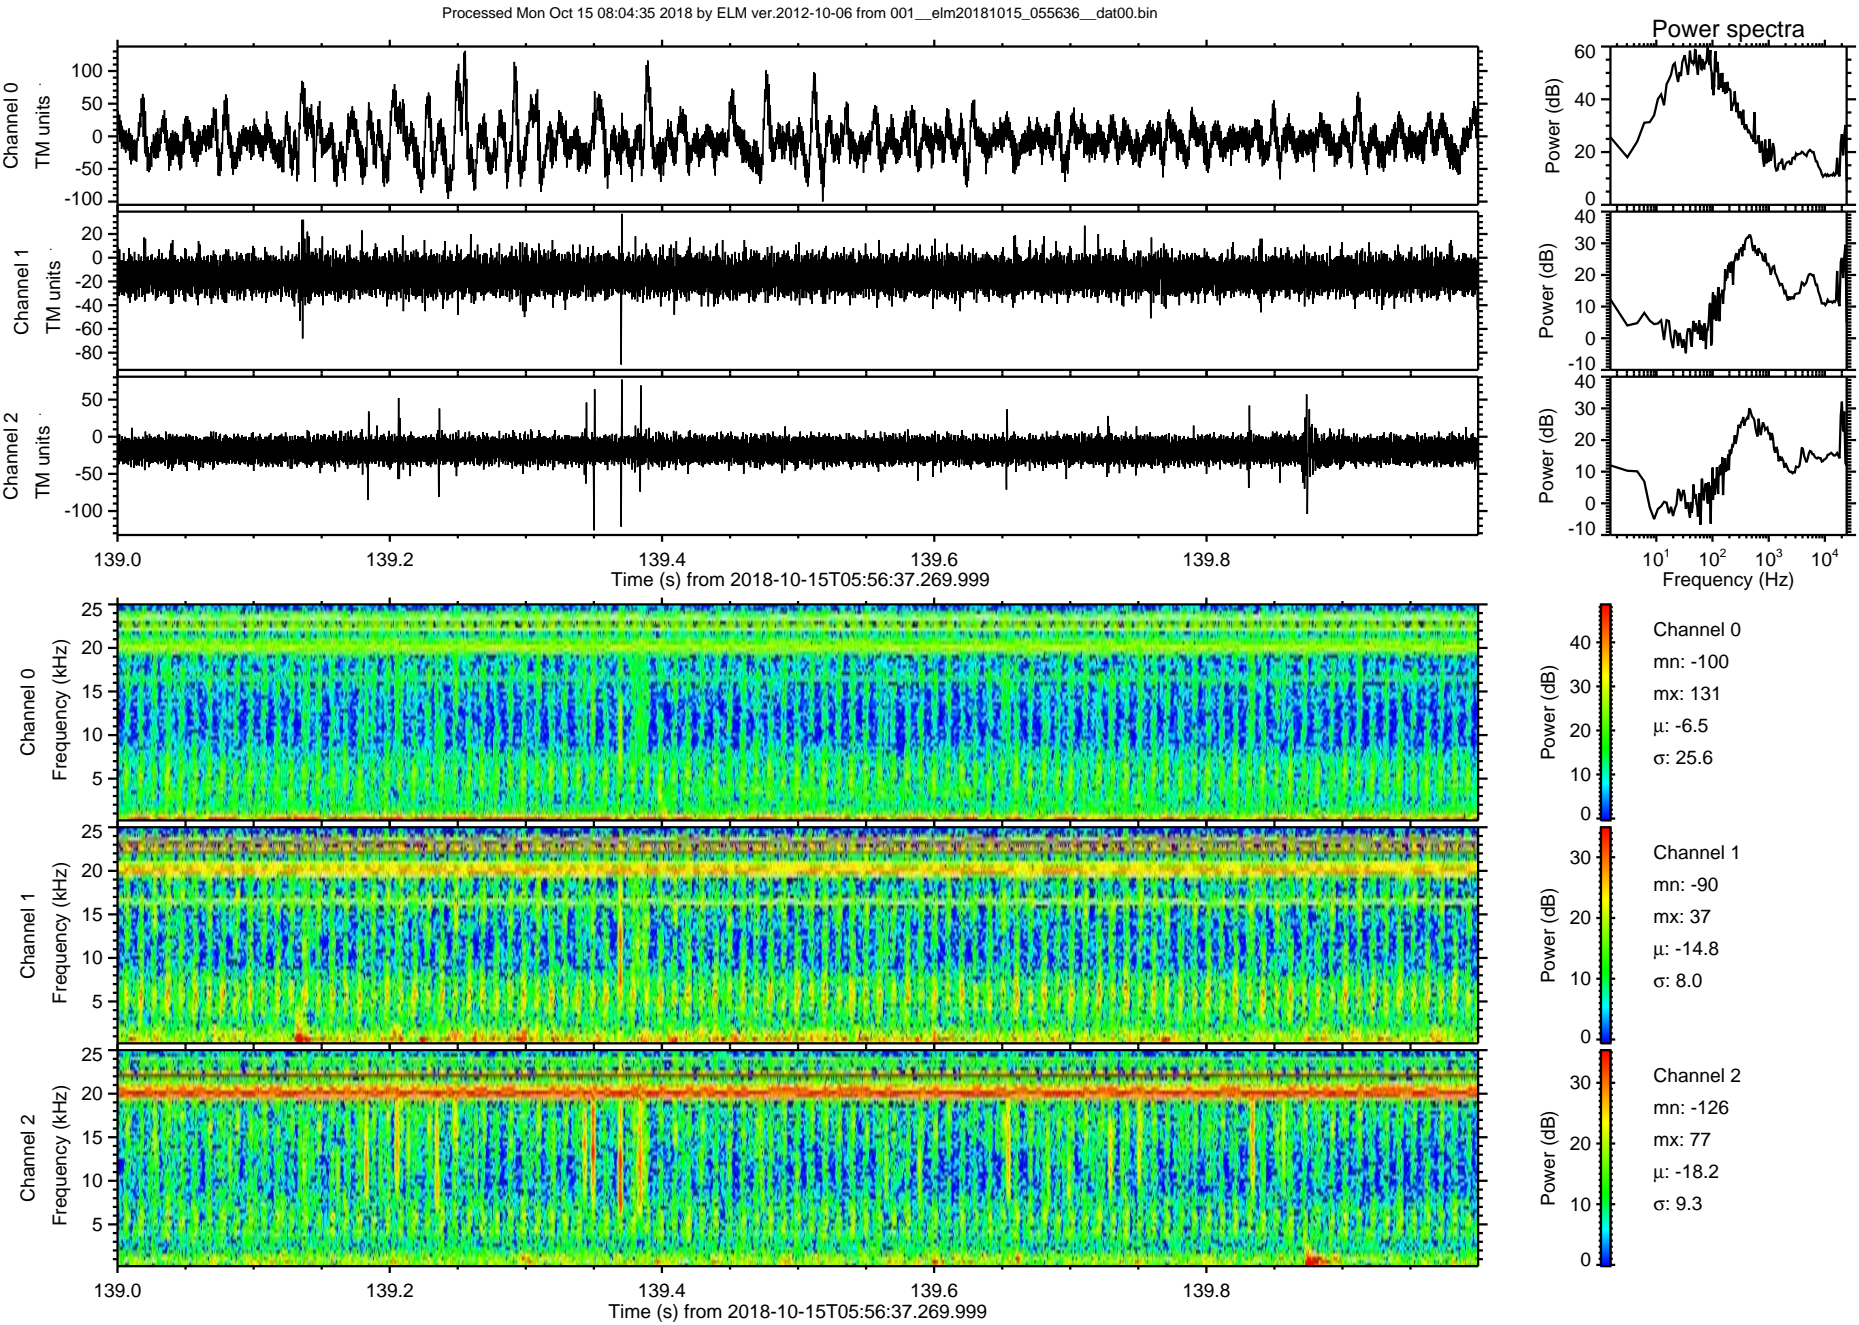 Processed Mon Oct 15 08:04:35 2018 by ELM ver.2012-10-06 from 001__elm20181015_055636__dat00.bin
Power spectra
Channel 0
TM units
100
50
0
-50
-100
Power (dB)
60
40
20
0
Channel 1
TM units
20
0
-20
-40
-60
-80
Power (dB)
40
30
20
10
0
-10
Channel 2
TM units
50
0
-50
-100
Power (dB)
40
30
20
10
0
-10
139.0 139.2 139.4 139.6 139.8
Time (s) from 2018-10-15T05:56:37.269.999
10^1 10^2 10^3 10^4
Frequency (Hz)
Channel 0
Frequency (kHz)
25
20
15
10
5
Power (dB)
40
30
20
10
0
Channel 0
mn: -100
mx: 131
μ: -6.5
σ: 25.6
Channel 1
Frequency (kHz)
25
20
15
10
5
Power (dB)
30
20
10
0
Channel 1
mn: -90
mx: 37
μ: -14.8
σ: 8.0
Channel 2
Frequency (kHz)
25
20
15
10
5
Power (dB)
30
20
10
0
Channel 2
mn: -126
mx: 77
μ: -18.2
σ: 9.3
139.0 139.2 139.4 139.6 139.8
Time (s) from 2018-10-15T05:56:37.269.999